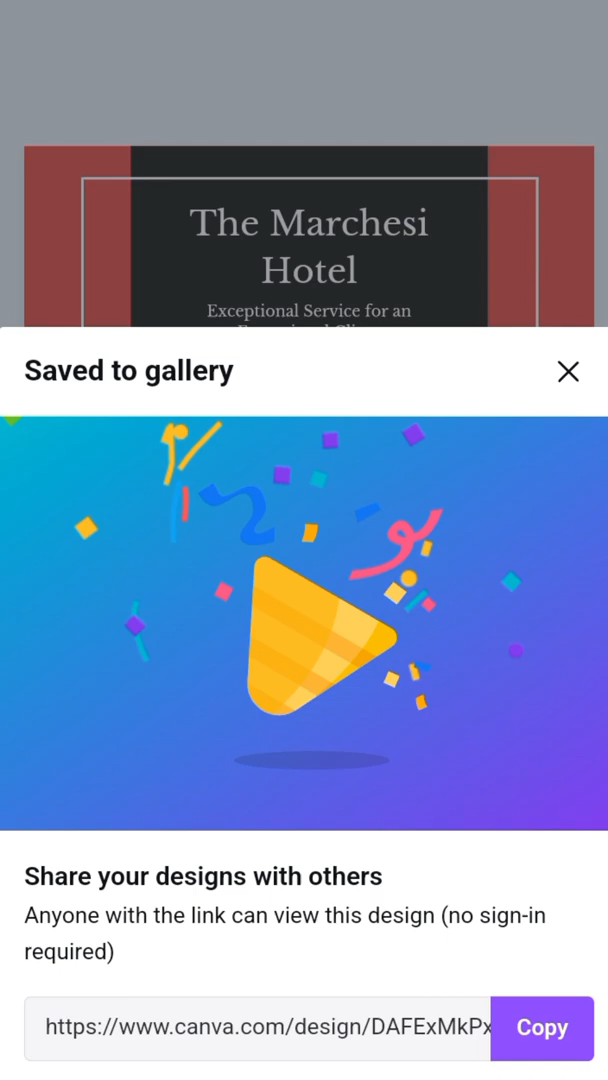 The Marchesi
Hotel
Exceptional Service for an
Saved to gallery
Share your designs with others
Anyone with the link can view this design (no sign-in
required)
https://www.canva.com/design/DAFExMkPx
Copy